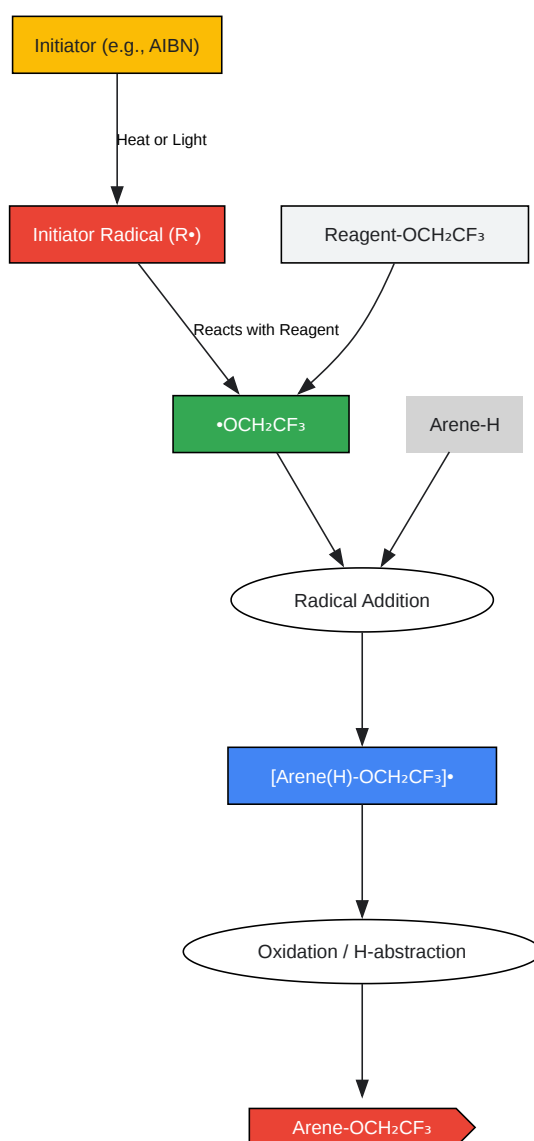 Initiator (e.g., AIBN)
Heat or Light
Initiator Radical (R•)
Reagent-OCH₂CF₃
Reacts with Reagent
•OCH₂CF₃
Arene-H
Radical Addition
[Arene(H)-OCH₂CF₃]•
Oxidation / H-abstraction
Arene-OCH₂CF₃